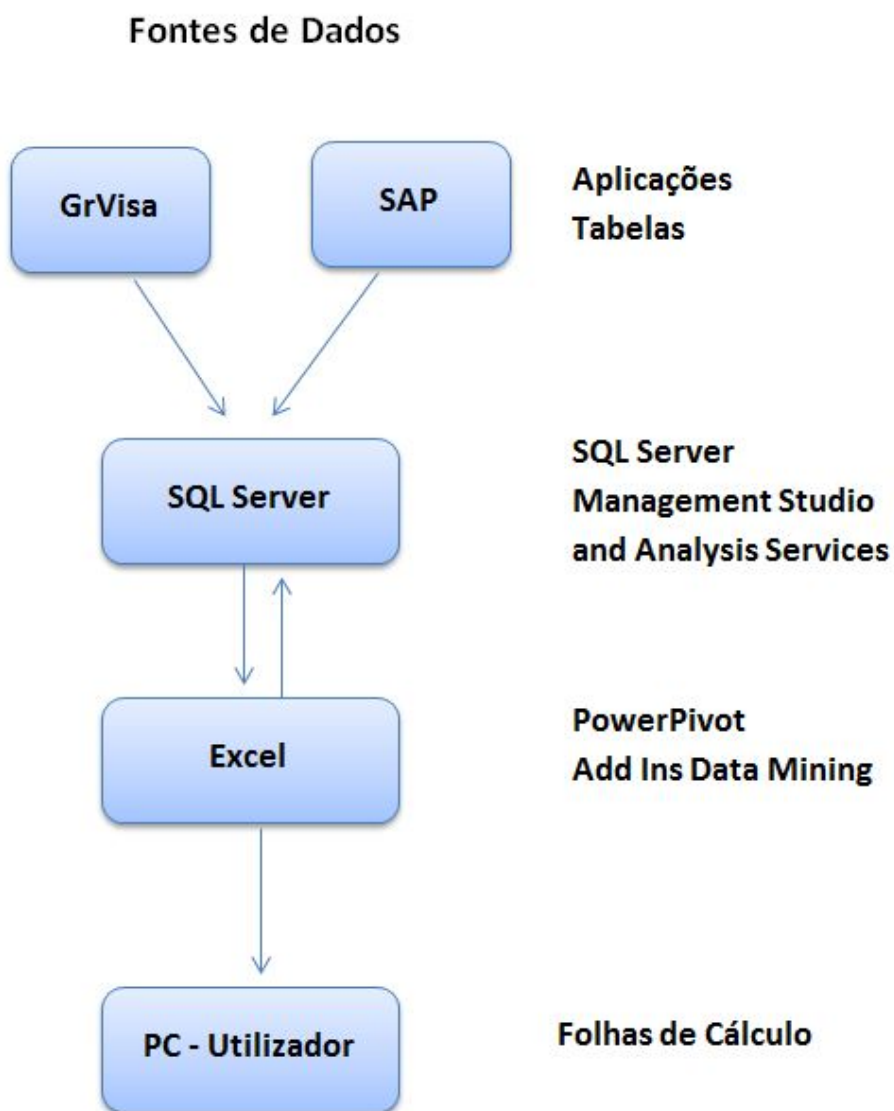 Fontes de Dados
GrVisa
SAP
Aplicações
Tabelas
SQL Server
SQL Server
Management Studio
and Analysis Services
Excel
PowerPivot
Add Ins Data Mining
PC - Utilizador
Folhas de Cálculo